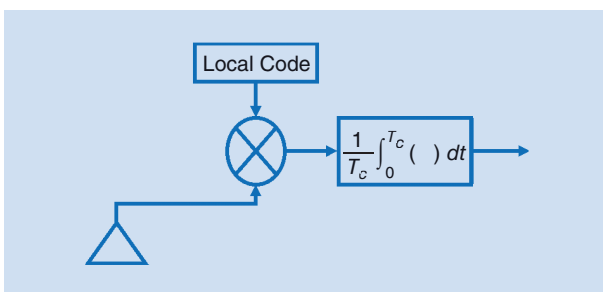 Local Code
1/T_c ∫_0^{T_c} ( ) dt